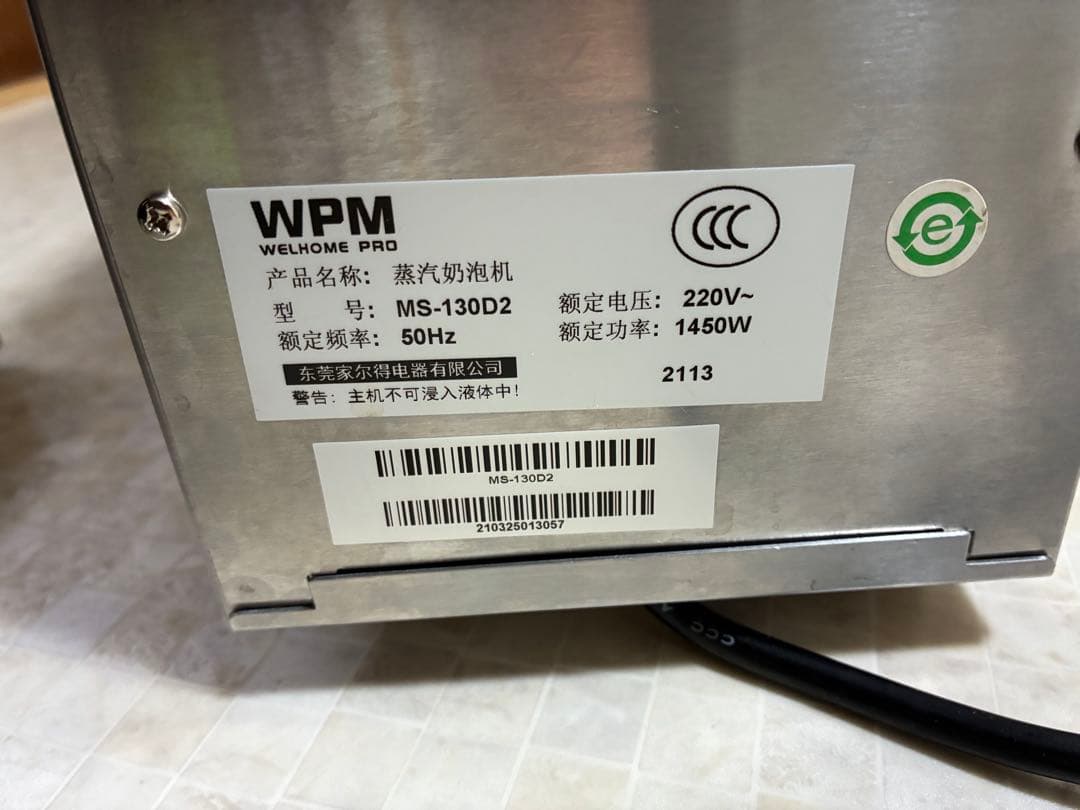 WPM
WELHOME PRO
CCC
e
产品名称: 蒸汽奶泡机
型 号: MS-130D2
额定电压: 220V~
额定频率: 50Hz
额定功率: 1450W
东莞家尔得电器有限公司
2113
警告: 主机不可浸入液体中!
MS-130D2
210325013057
CCC